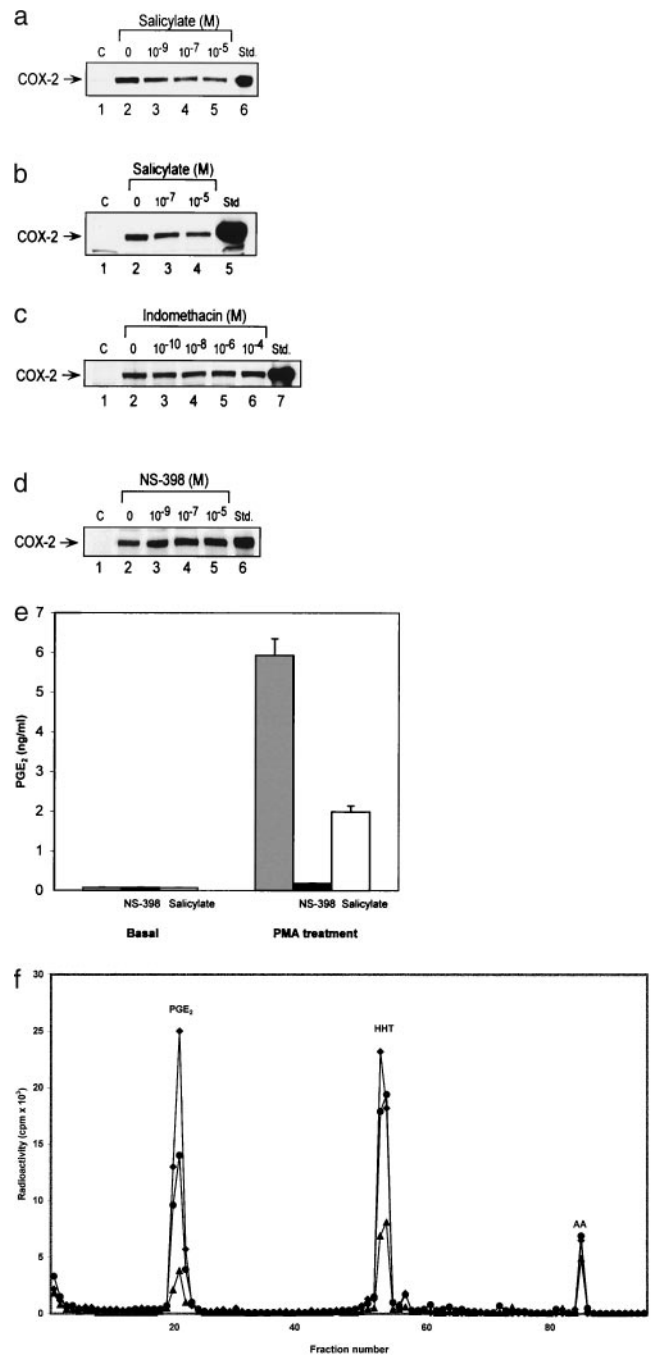 a
Salicylate (M)
C 0 10-9 10-7 10-5 Std.
COX-2
1 2 3 4 5 6
b
Salicylate (M)
C 0 10-7 10-5 Std
COX-2
1 2 3 4 5
c
Indomethacin (M)
C 0 10-10 10-8 10-6 10-4 Std.
COX-2
1 2 3 4 5 6 7
d
NS-398 (M)
C 0 10-9 10-7 10-5 Std.
COX-2
1 2 3 4 5 6
e
7
6
5
4
3
2
1
0
PGE2 (ng/ml)
NS-398 Salicylate NS-398 Salicylate
Basal PMA treatment
f
30
25
20
15
10
5
0
Radioactivity (cpm x 10³)
PGE2
HHT
AA
20 40 60 80
Fraction number